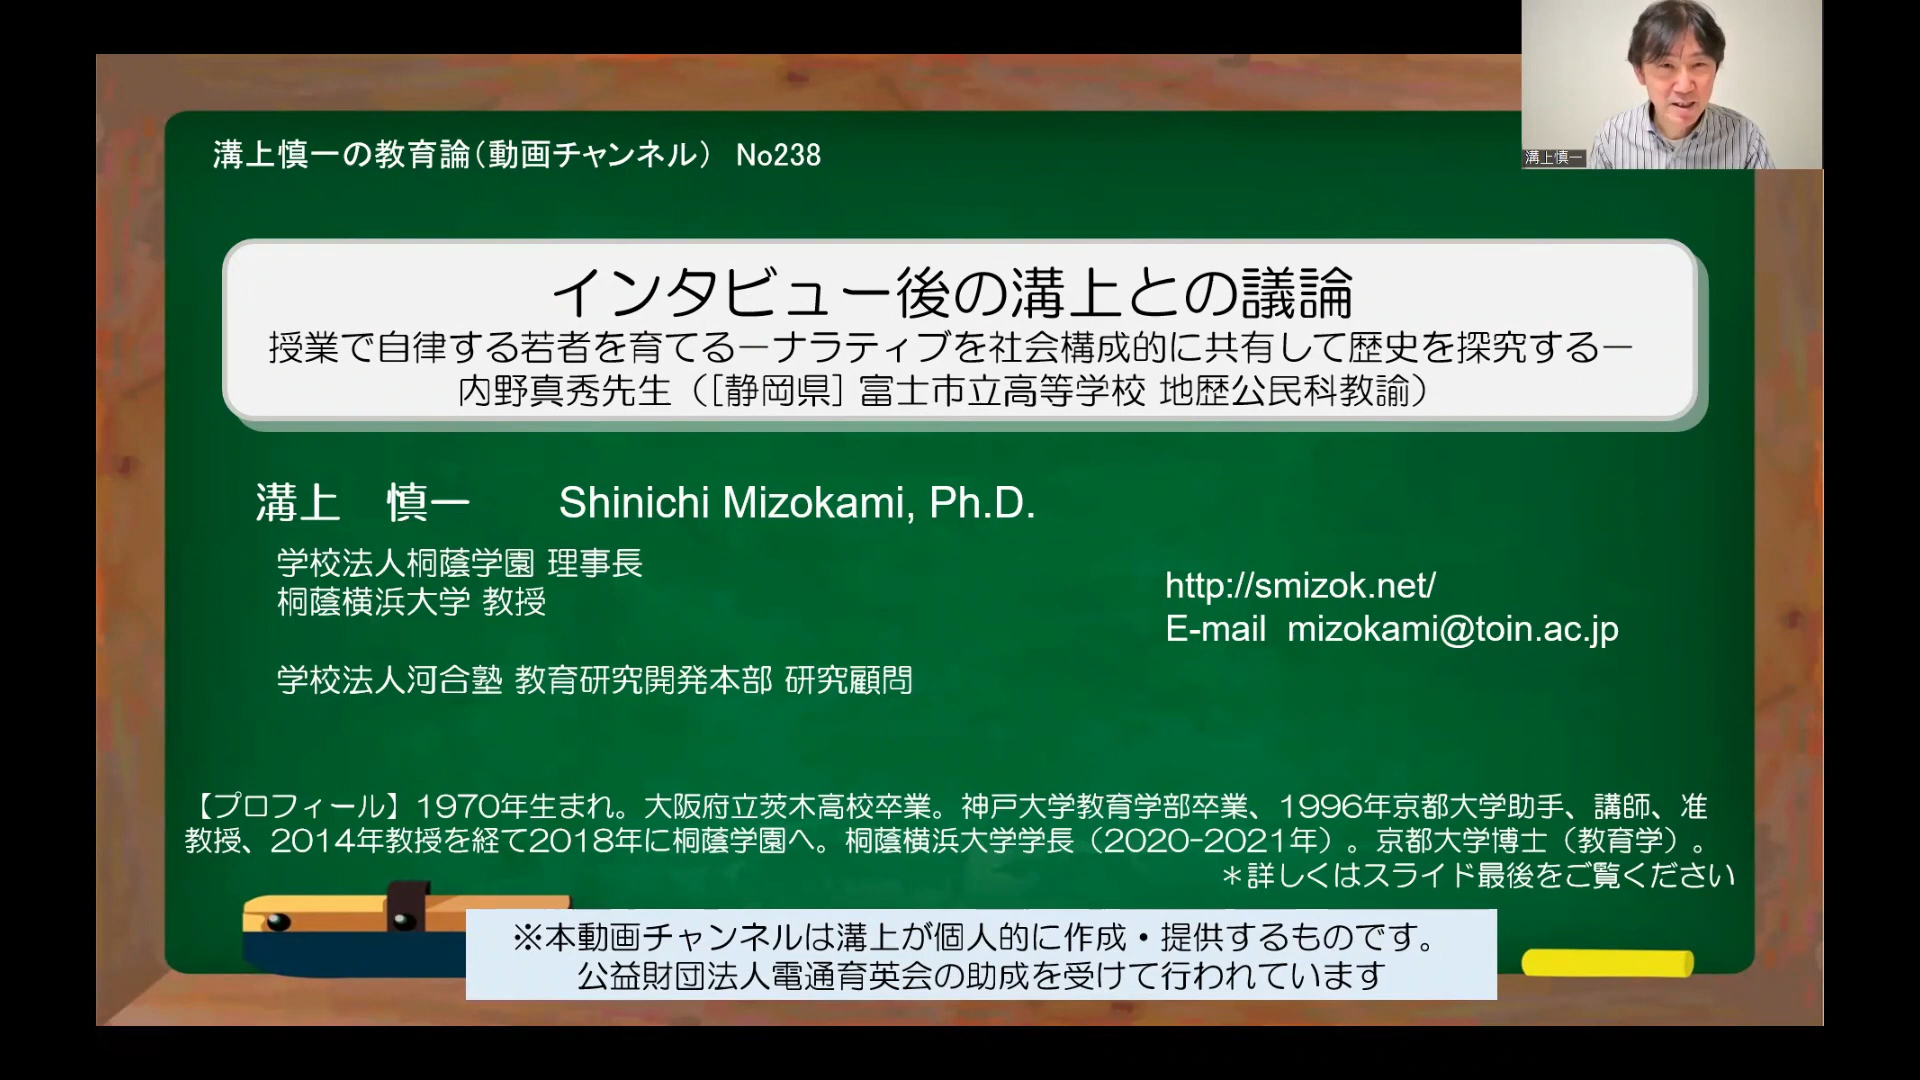 溝上慎一の教育論（動画チャンネル） No238
溝上慎一
インタビュー後の溝上との議論
授業で自律する若者を育てる―ナラティブを社会構成的に共有して歴史を探究する―
内野真秀先生（[静岡県] 富士市立高等学校 地歴公民科教諭）
溝上　慎一　　Shinichi Mizokami, Ph.D.
学校法人桐蔭学園 理事長
桐蔭横浜大学 教授
学校法人河合塾 教育研究開発本部 研究顧問
http://smizok.net/
E-mail mizokami@toin.ac.jp
【プロフィール】1970年生まれ。大阪府立茨木高校卒業。神戸大学教育学部卒業、1996年京都大学助手、講師、准
教授、2014年教授を経て2018年に桐蔭学園へ。桐蔭横浜大学学長（2020-2021年）。京都大学博士（教育学）。
＊詳しくはスライド最後をご覧ください
※本動画チャンネルは溝上が個人的に作成・提供するものです。
公益財団法人電通育英会の助成を受けて行われています